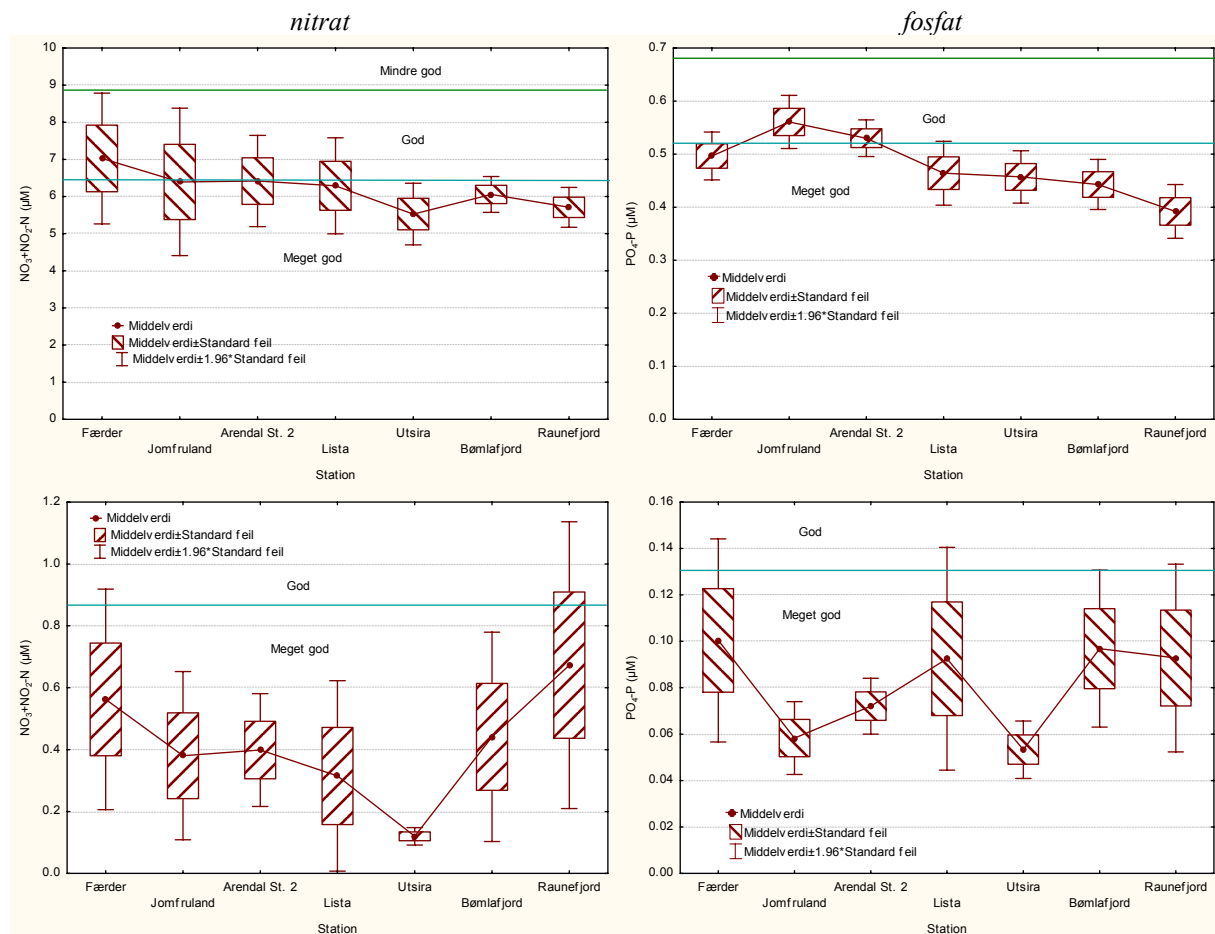 nitrat
10
9
8
7
6
5
4
3
2
1
0
NO3+NO2-N (µM)
Mindre god
God
Meget god
Middelverdi
Middelverdi±Standard feil
Middelverdi±1.96*Standard feil
Færder
Jomfruland
Arendal St. 2
Lista
Utsira
Bømlafjord
Raunefjord
Station
fosfat
0.7
0.6
0.5
0.4
0.3
0.2
0.1
0.0
PO4-P (µM)
God
Meget god
Middelverdi
Middelverdi±Standard feil
Middelverdi±1.96*Standard feil
Færder
Jomfruland
Arendal St. 2
Lista
Utsira
Bømlafjord
Raunefjord
Station
1.2
1.0
0.8
0.6
0.4
0.2
0.0
NO3+NO2-N (µM)
Middelverdi
Middelverdi±Standard feil
Middelverdi±1.96*Standard feil
God
Meget god
Færder
Jomfruland
Arendal St. 2
Lista
Utsira
Bømlafjord
Raunefjord
Station
0.16
0.14
0.12
0.10
0.08
0.06
0.04
0.02
0.00
PO4-P (µM)
God
Meget god
Middelverdi
Middelverdi±Standard feil
Middelverdi±1.96*Standard feil
Færder
Jomfruland
Arendal St. 2
Lista
Utsira
Bømlafjord
Raunefjord
Station